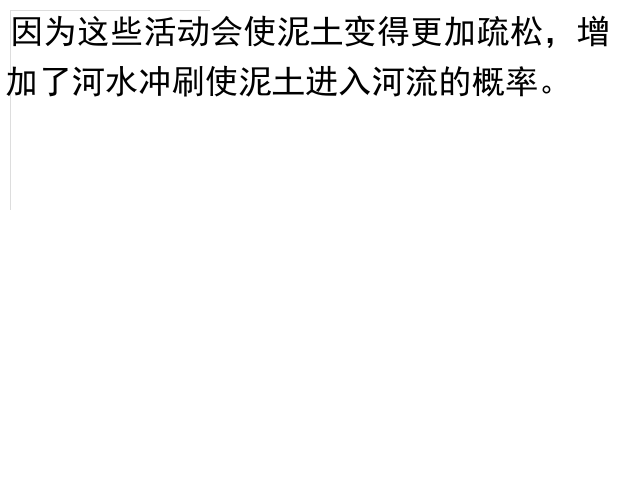 因为这些活动会使泥土变得更加疏松，增
加了河水冲刷使泥土进入河流的概率。